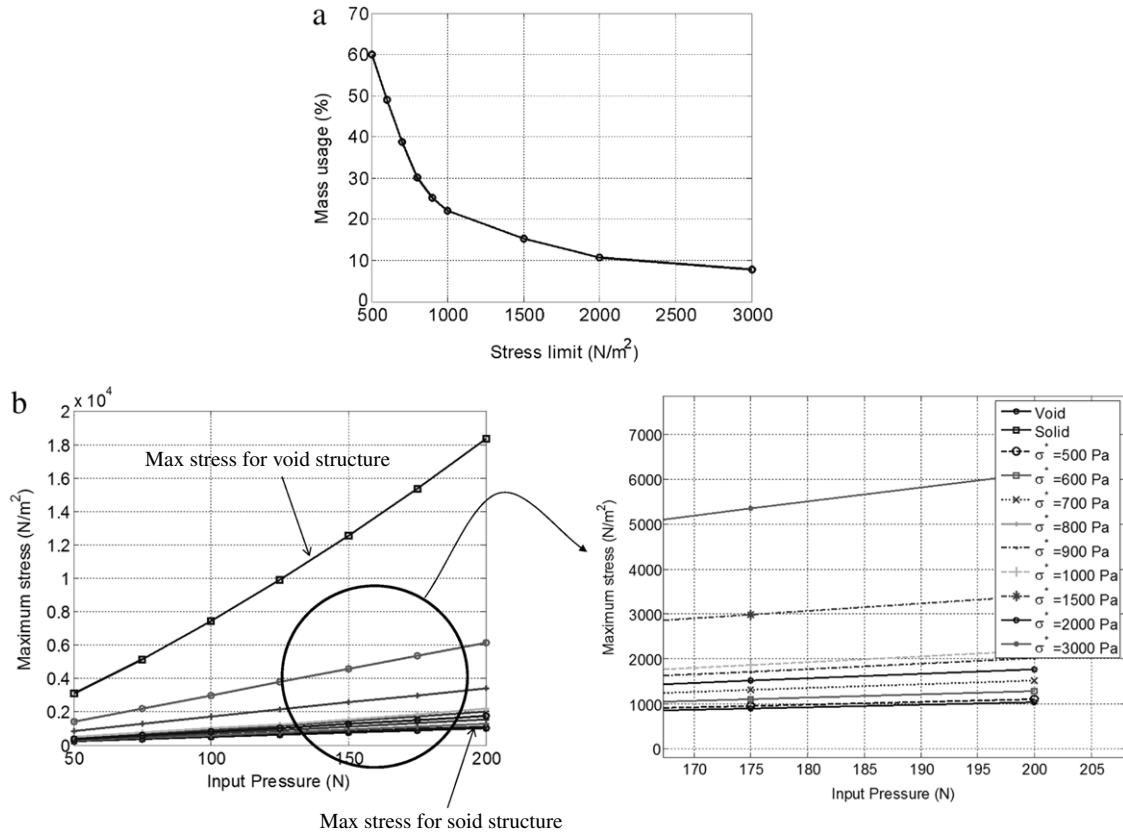 a
70
60
50
40
30
20
10
0
500 1000 1500 2000 2500 3000
Mass usage (%)
Stress limit (N/m²)
b
x 10⁴
2
1.8
1.6
1.4
1.2
1
0.8
0.6
0.4
0.2
0
50 100 150 200
Maximum stress (N/m²)
Input Pressure (N)
Max stress for void structure
Max stress for soid structure
7000
6000
5000
4000
3000
2000
1000
0
170 175 180 185 190 195 200 205
Maximum stress (N/m²)
Input Pressure (N)
Void
Solid
σ* =500 Pa
σ* =600 Pa
σ* =700 Pa
σ* =800 Pa
σ* =900 Pa
σ* =1000 Pa
σ* =1500 Pa
σ* =2000 Pa
σ* =3000 Pa